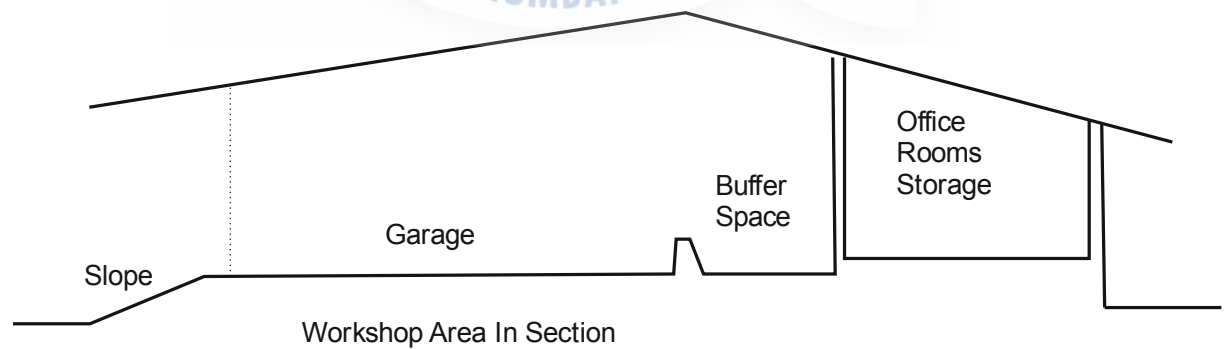 Office
Rooms
Storage
Buffer
Space
Garage
Slope
Workshop Area In Section